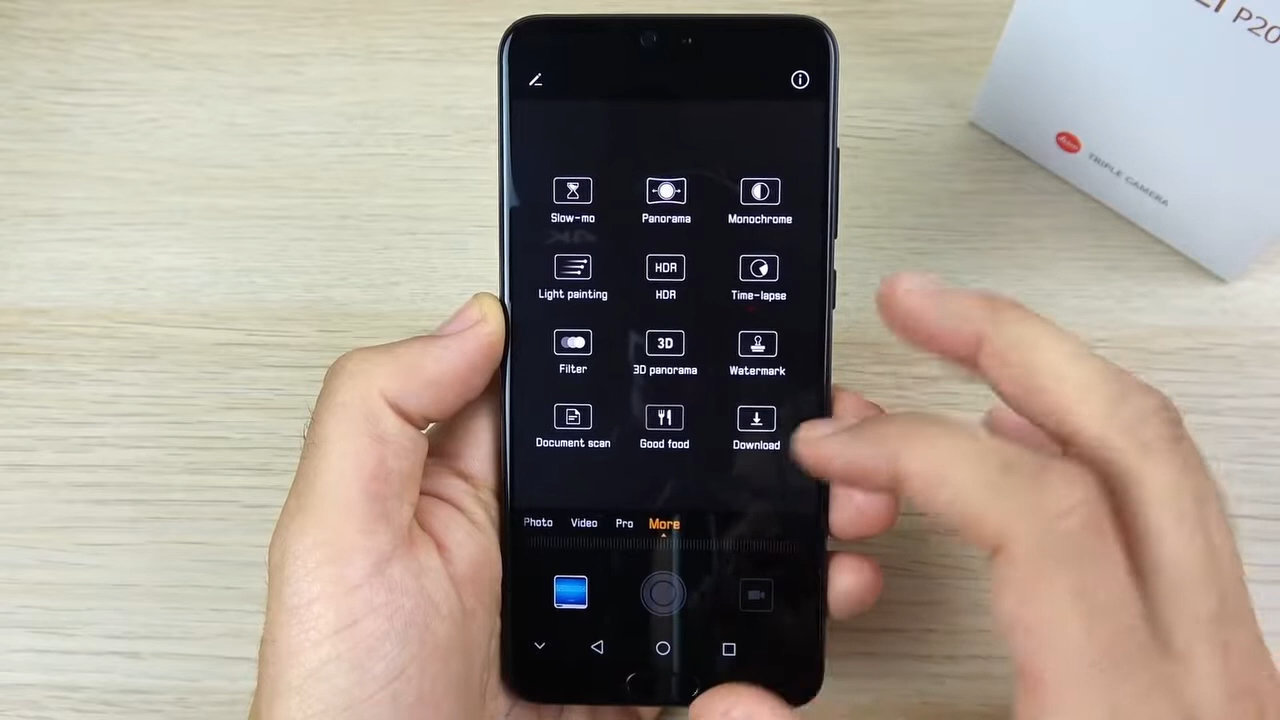 P20
TRIPLE CAMERA
Slow-mo
Panorama
Monochrome
Light painting
HDR
HDR
Time-lapse
Filter
3D
3D panorama
Watermark
Document scan
Good food
Download
Photo
Video
Pro
More